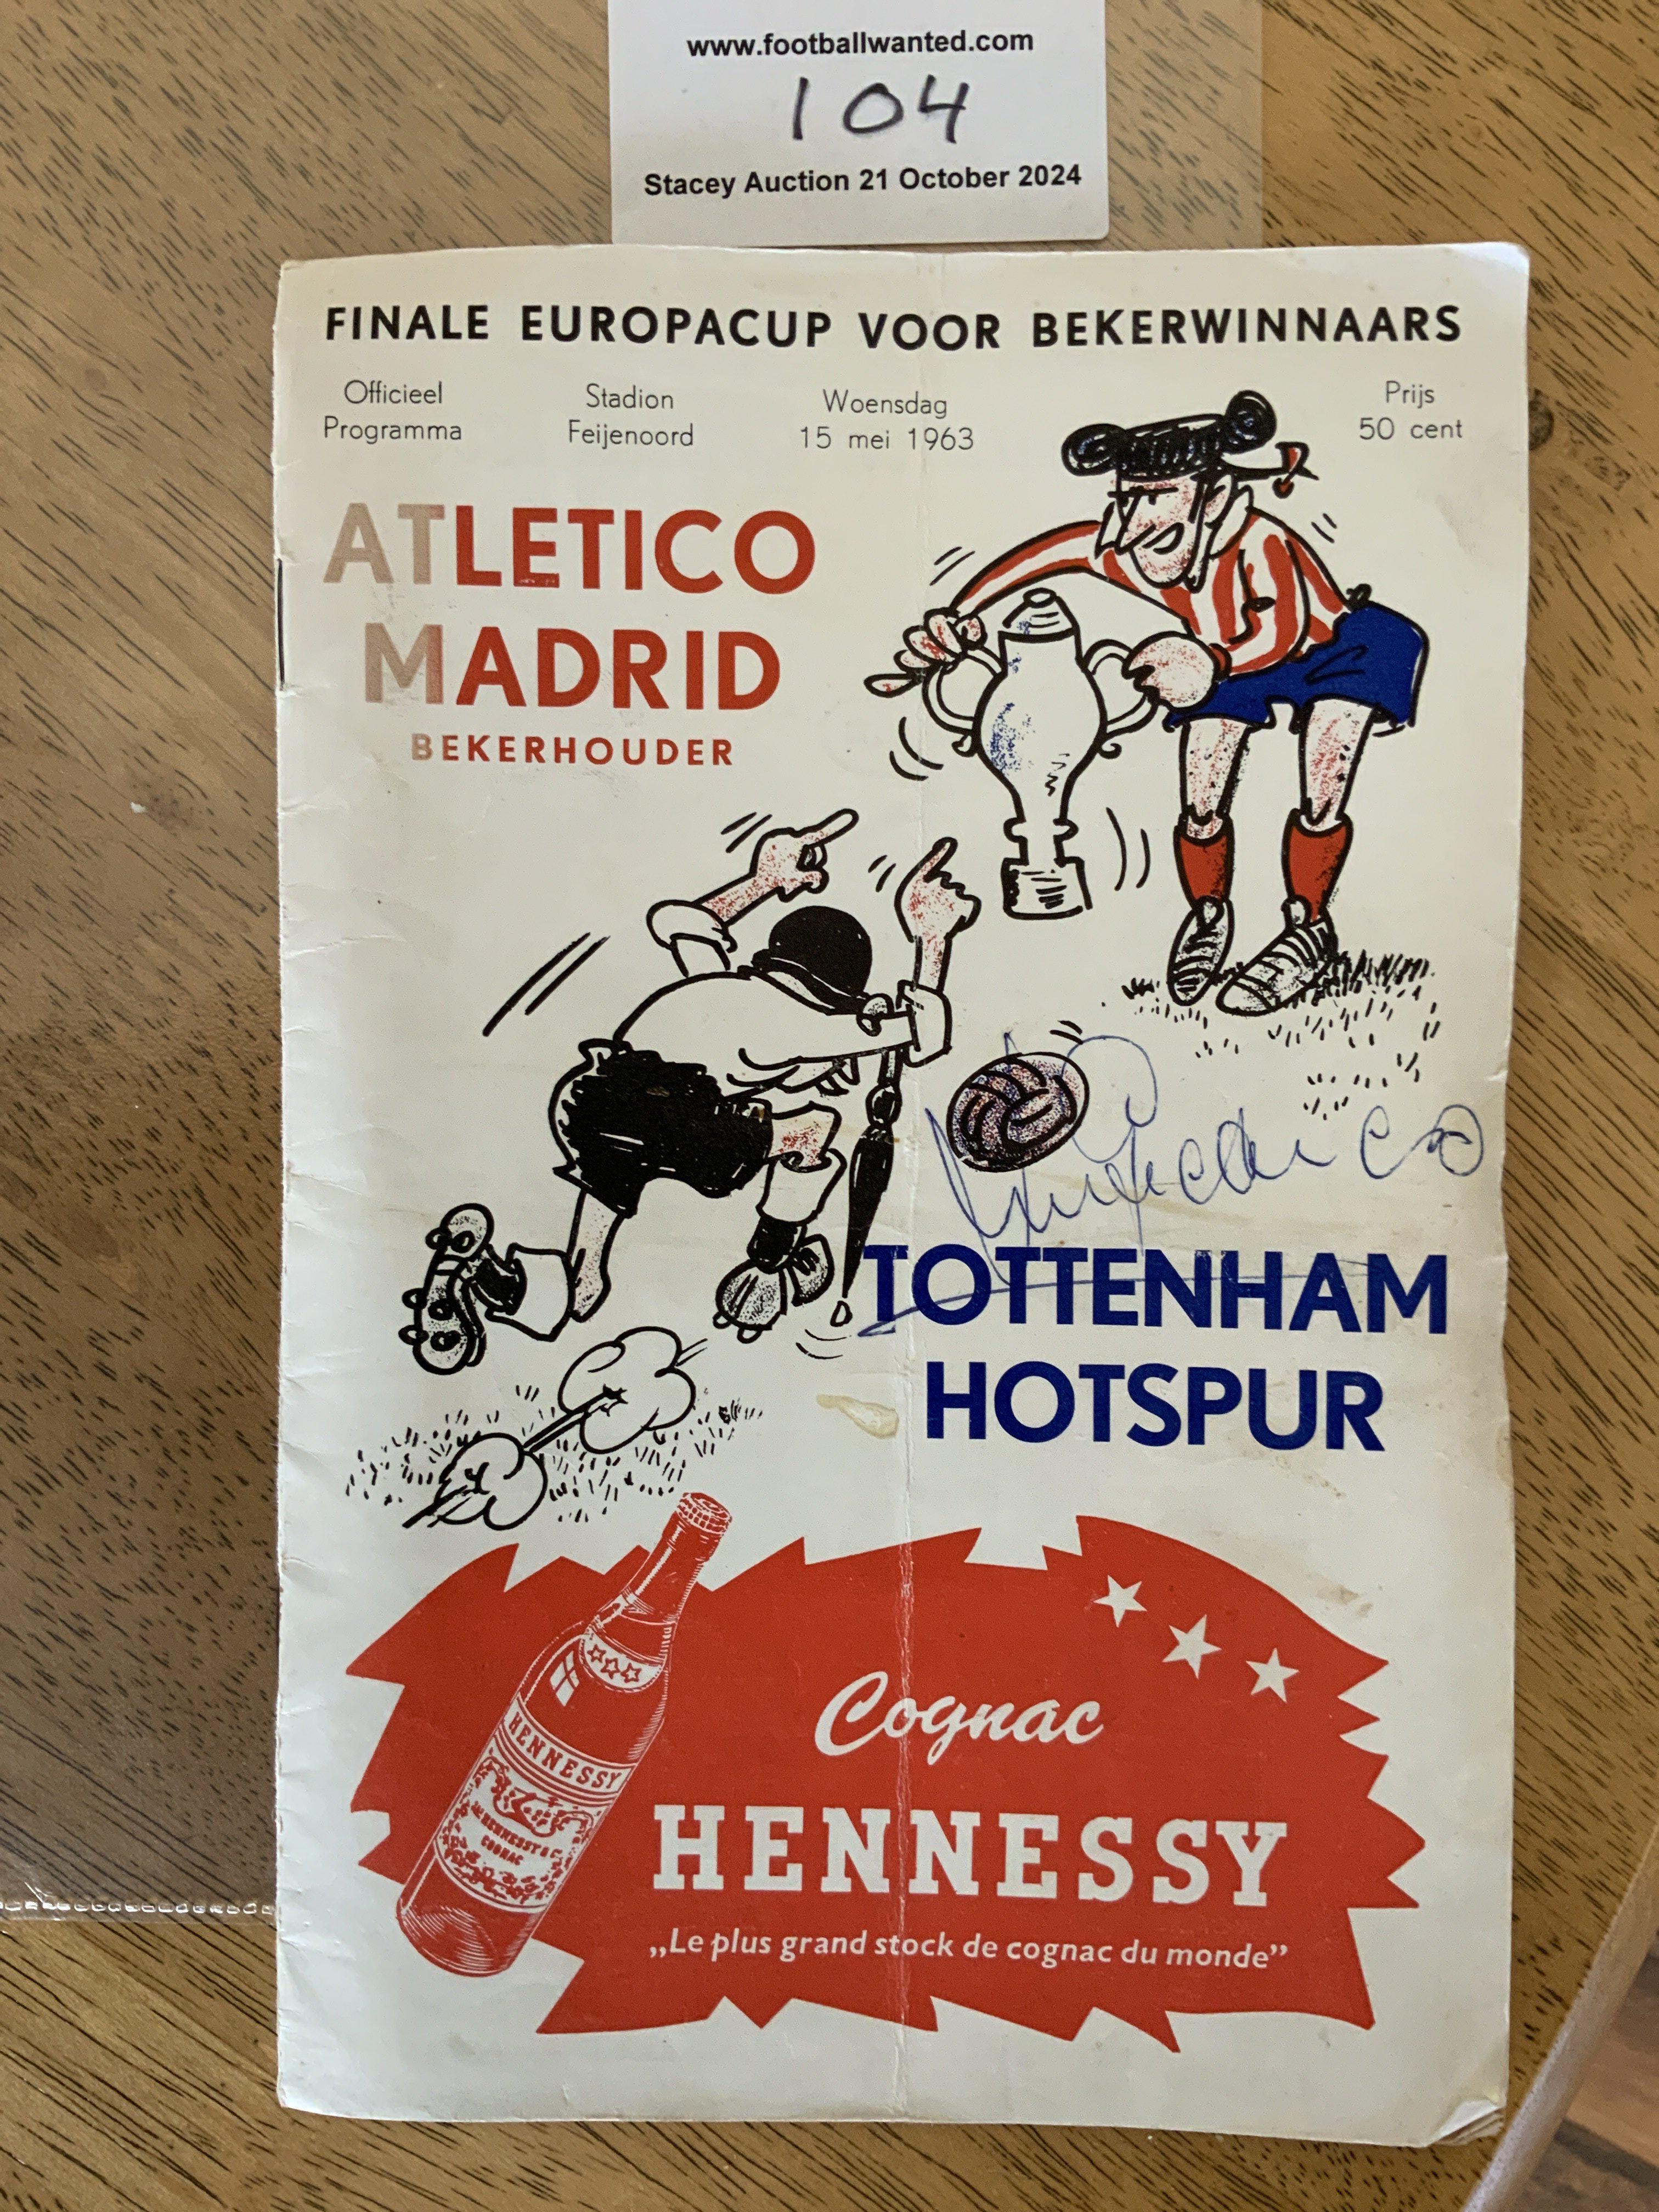 www.footballwanted.com
104
Stacey Auction 21 October 2024
FINALE EUROPACUP VOOR BEKERWINNAARS
Officieel
Programma
Stadion
Feijenoord
Woensdag
15 mei 1963
Prijs
50 cent
ATLETICO
MADRID
BEKERHOUDER
TOTTENHAM
HOTSPUR
Cognac
HENNESSY
„Le plus grand stock de cognac du monde”
HENNESSY
COGNAC